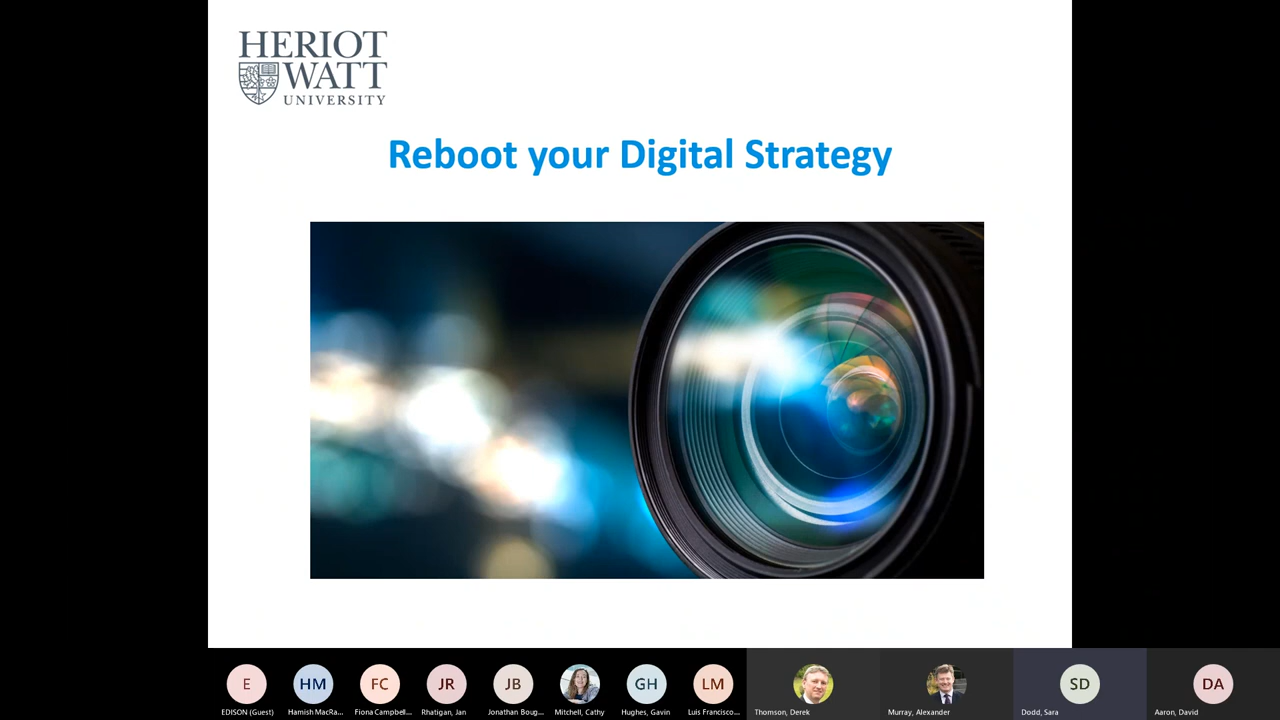 HERIOT
WATT
UNIVERSITY
Reboot your Digital Strategy
E
HM
FC
JR
JB
GH
LM
SD
DA
EDISON (Guest)
Hamish MacRa...
Fiona Campbell...
Rhatigan, Jan
Jonathan Boug...
Mitchell, Cathy
Hughes, Gavin
Luis Francisco...
Thomson, Derek
Murray, Alexander
Dodd, Sara
Aaron, David